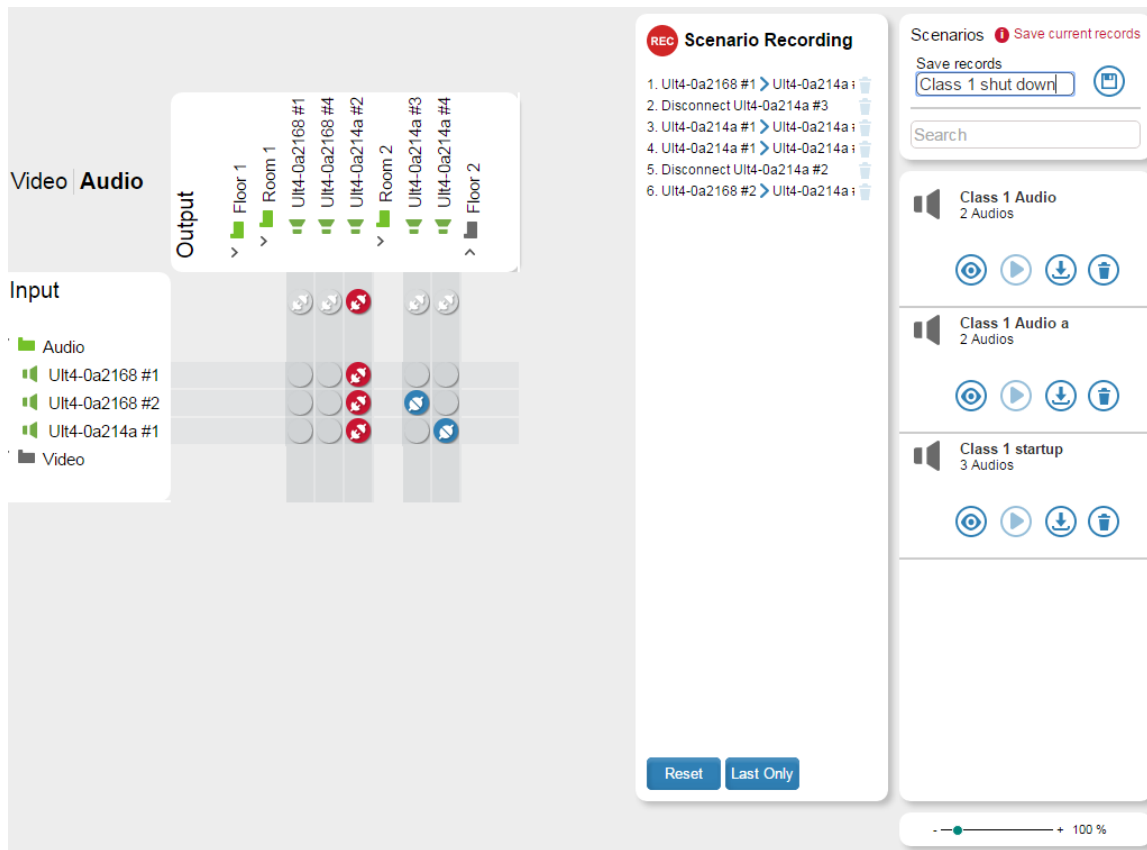 REC Scenario Recording
1. Ult4-0a2168 #1 Ult4-0a214a
2. Disconnect Ult4-0a214a #3
3. Ult4-0a214a #1 Ult4-0a214a
4. Ult4-0a214a #1 Ult4-0a214a
5. Disconnect Ult4-0a214a #2
6. Ult4-0a2168 #2 Ult4-0a214a
Reset Last Only
Scenarios Save current records
Save records
Class 1 shut down
Search
Class 1 Audio
2 Audios
Class 1 Audio a
2 Audios
Class 1 startup
3 Audios
- + 100 %
Video Audio
Output
Floor 1
Room 1
Ult4-0a2168 #1
Ult4-0a2168 #4
Ult4-0a214a #2
Room 2
Ult4-0a214a #3
Ult4-0a214a #4
Floor 2
Input
Audio
Ult4-0a2168 #1
Ult4-0a2168 #2
Ult4-0a214a #1
Video